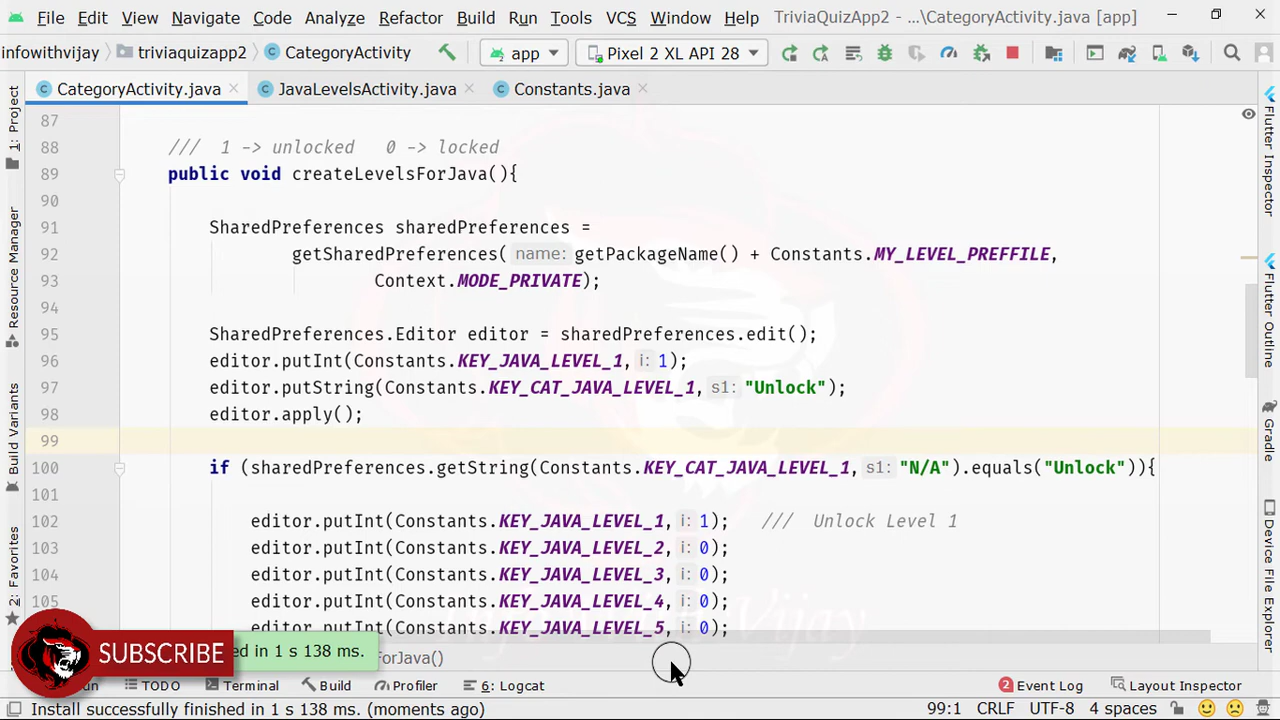 File Edit View Navigate Code Analyze Refactor Build Run Tools VCS Window Help TriviaQuizApp2 - ...\CategoryActivity.java [app]
infowithvijay triviaquizapp2 CategoryActivity app Pixel 2 XL API 28
CategoryActivity.java JavaLevelsActivity.java Constants.java
87
88 /// 1 -> unlocked 0 -> locked
89 public void createLevelsForJava(){
90
91 SharedPreferences sharedPreferences =
92 getSharedPreferences( name: getPackageName() + Constants.MY_LEVEL_PREFFILE,
93 Context.MODE_PRIVATE);
94
95 SharedPreferences.Editor editor = sharedPreferences.edit();
96 editor.putInt(Constants.KEY_JAVA_LEVEL_1, i: 1);
97 editor.putString(Constants.KEY_CAT_JAVA_LEVEL_1, s1: "Unlock");
98 editor.apply();
99
100 if (sharedPreferences.getString(Constants.KEY_CAT_JAVA_LEVEL_1, s1: "N/A").equals("Unlock")){
101
102 editor.putInt(Constants.KEY_JAVA_LEVEL_1, i: 1); /// Unlock Level 1
103 editor.putInt(Constants.KEY_JAVA_LEVEL_2, i: 0);
104 editor.putInt(Constants.KEY_JAVA_LEVEL_3, i: 0);
105 editor.putInt(Constants.KEY_JAVA_LEVEL_4, i: 0);
editor.putInt(Constants.KEY_JAVA_LEVEL_5, i: 0);
1: Project
Resource Manager
Build Variants
2: Favorites
Flutter Inspector
Flutter Outline
Gradle
Device File Explorer
SUBSCRIBE
ed in 1 s 138 ms.
ForJava()
TODO Terminal Build Profiler 6: Logcat 2 Event Log Layout Inspector
Install successfully finished in 1 s 138 ms. (moments ago) 99:1 CRLF UTF-8 4 spaces